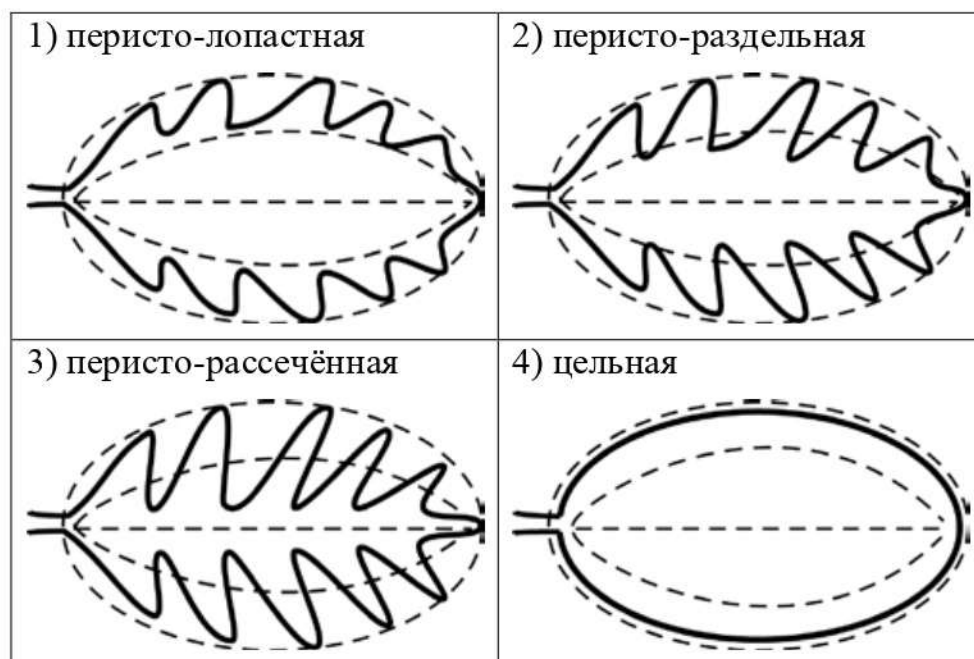 1) перисто-лопастная
2) перисто-раздельная
3) перисто-рассечённая
4) цельная